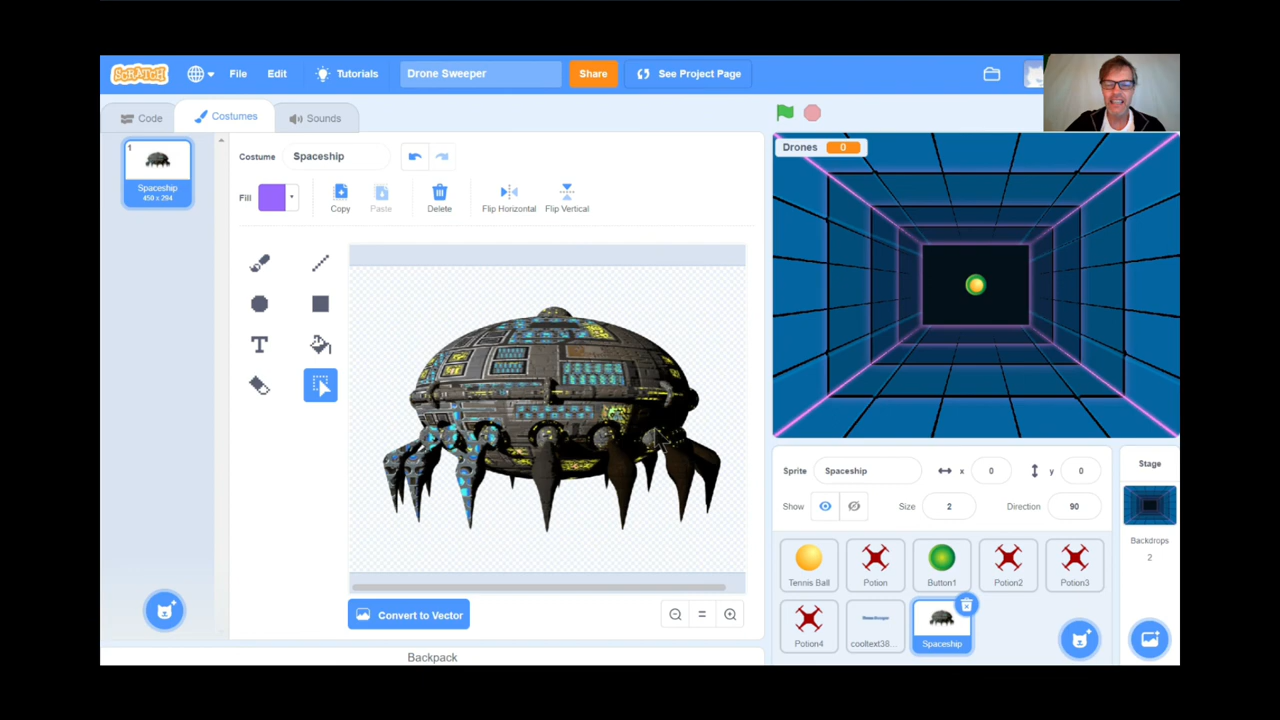 SCRATCH File Edit Tutorials Drone Sweeper Share See Project Page
Code Costumes Sounds
1
Spaceship
450 x 294
Costume Spaceship
Fill Copy Paste Delete Flip Horizontal Flip Vertical
T
Convert to Vector
Backpack
Drones 0
Sprite Spaceship x 0 y 0
Show Size 2 Direction 90
Tennis Ball Potion Button1 Potion2 Potion3
Potion4 cooltext38... Spaceship
Stage
Backdrops
2